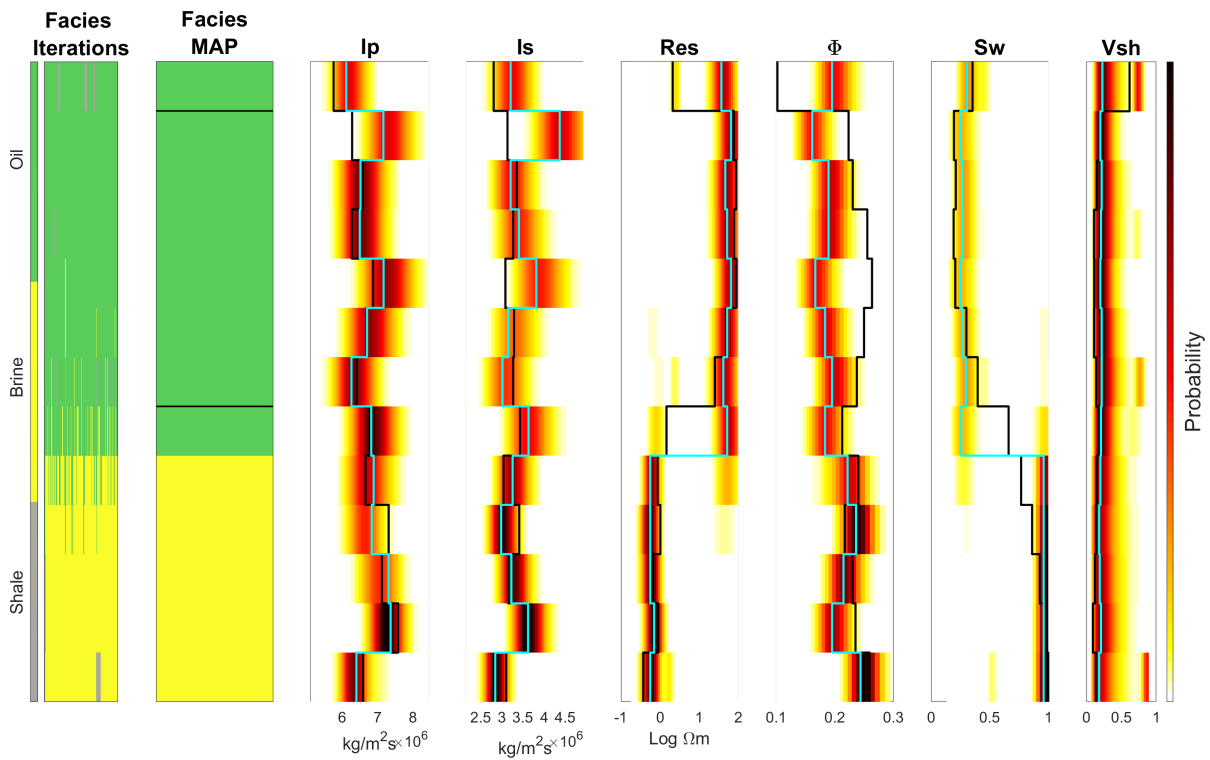 Facies
Iterations
Facies
MAP
Ip
Is
Res
Φ
Sw
Vsh
Oil
Brine
Shale
Probability
6 7 8
2.5 3 3.5 4 4.5
-1 0 1 2
0.1 0.2 0.3
0 0.5 1
0 0.5 1
kg/m²s×10⁶
kg/m²s×10⁶
Log Ωm